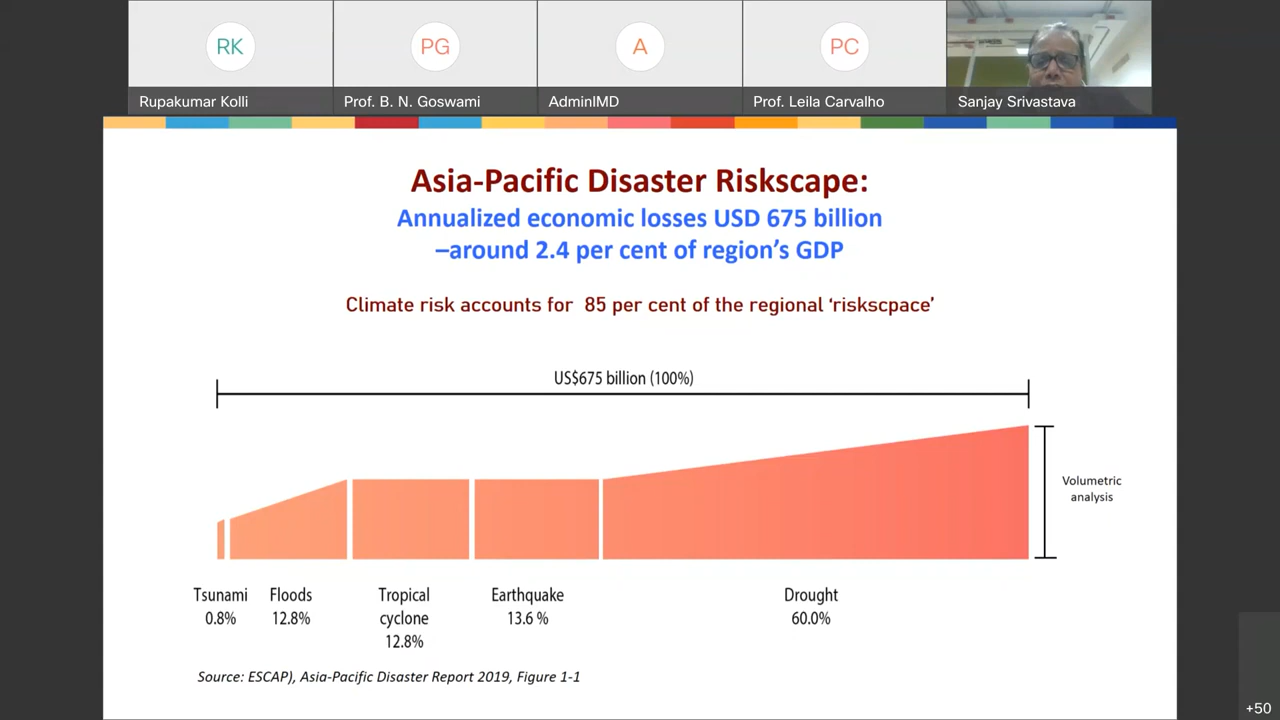 RK
PG
A
PC
Rupakumar Kolli
Prof. B. N. Goswami
AdminIMD
Prof. Leila Carvalho
Sanjay Srivastava
Asia-Pacific Disaster Riskscape:
Annualized economic losses USD 675 billion
–around 2.4 per cent of region’s GDP
Climate risk accounts for 85 per cent of the regional ‘riskscpace’
US$675 billion (100%)
Volumetric
analysis
Tsunami
0.8%
Floods
12.8%
Tropical
cyclone
12.8%
Earthquake
13.6 %
Drought
60.0%
Source: ESCAP), Asia-Pacific Disaster Report 2019, Figure 1-1
+50